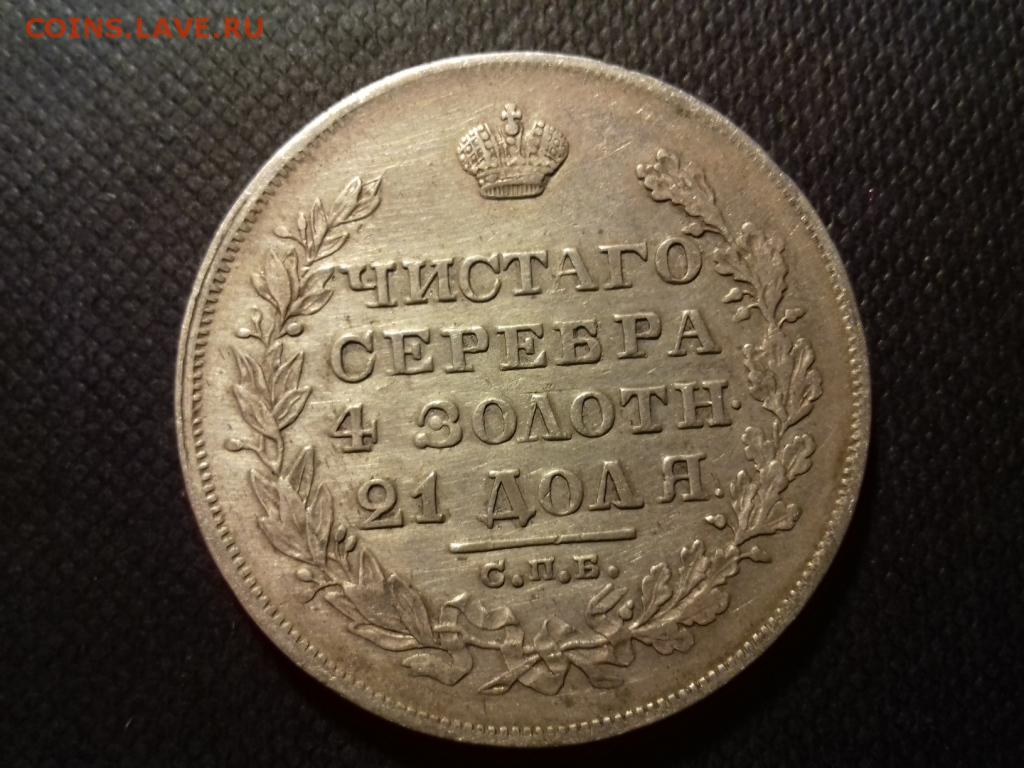 COINS.LAVE.RU
ЧИСТАГО
СЕРЕБРА
4 ЗОЛОТН.
21 ДОЛЯ.
С.П.Б.